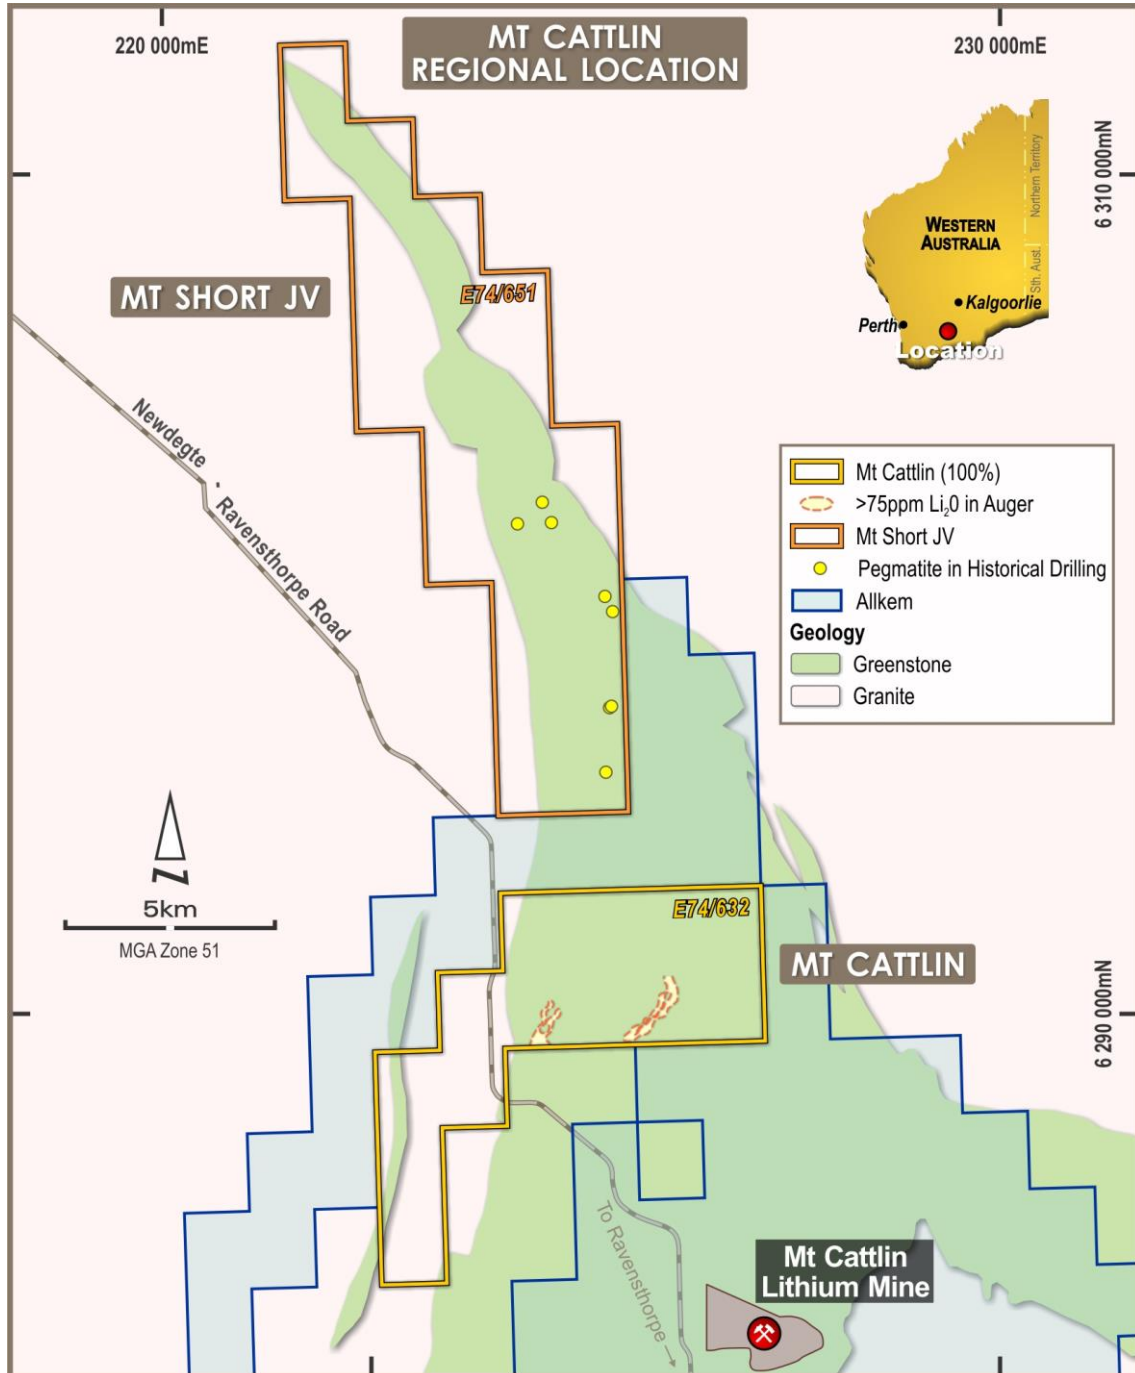 220 000mE
MT CATTLIN
REGIONAL LOCATION
230 000mE
6 310 000mN
Northern Territory
Sth. Aust.
WESTERN
AUSTRALIA
Kalgoorlie
Perth
Location
MT SHORT JV
E74/651
Newdegte - Ravensthorpe Road
Mt Cattlin (100%)
>75ppm Li₂0 in Auger
Mt Short JV
Pegmatite in Historical Drilling
Allkem
Geology
Greenstone
Granite
N
5km
MGA Zone 51
E74/632
MT CATTLIN
6 290 000mN
To Ravensthorpe →
Mt Cattlin
Lithium Mine